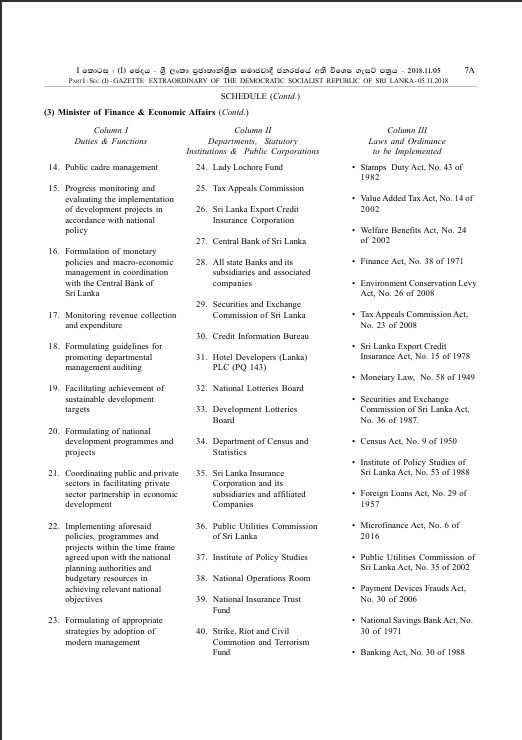 I කොටස : (I) ඡෙදය - ශ්‍රී ලංකා ප්‍රජාතාන්ත්‍රික සමාජවාදී ජනරජයේ අති විශෙෂ ගැසට් පත්‍රය - 2018.11.05 7A
PART I : SEC. (I) - GAZETTE EXTRAORDINARY OF THE DEMOCRATIC SOCIALIST REPUBLIC OF SRI LANKA - 05.11.2018
SCHEDULE (Contd.)
(3) Minister of Finance & Economic Affairs (Contd.)
Column I
Duties & Functions
14. Public cadre management
15. Progress monitoring and
evaluating the implementation
of development projects in
accordance with national
policy
16. Formulation of monetary
policies and macro-economic
management in coordination
with the Central Bank of
Sri Lanka
17. Monitoring revenue collection
and expenditure
18. Formulating guidelines for
promoting departmental
management auditing
19. Facilitating achievement of
sustainable development
targets
20. Formulating of national
development programmes and
projects
21. Coordinating public and private
sectors in facilitating private
sector partnership in economic
development
22. Implementing aforesaid
policies, programmes and
projects within the time frame
agreed upon with the national
planning authorities and
budgetary resources in
achieving relevant national
objectives
23. Formulating of appropriate
strategies by adoption of
modern management
Column II
Departments, Statutory
Institutions & Public Corporations
24. Lady Lochore Fund
25. Tax Appeals Commission
26. Sri Lanka Export Credit
Insurance Corporation
27. Central Bank of Sri Lanka
28. All state Banks and its
subsidiaries and associated
companies
29. Securities and Exchange
Commission of Sri Lanka
30. Credit Information Bureau
31. Hotel Developers (Lanka)
PLC (PQ 143)
32. National Lotteries Board
33. Development Lotteries
Board
34. Department of Census and
Statistics
35. Sri Lanka Insurance
Corporation and its
subsidiaries and affiliated
Companies
36. Public Utilities Commission
of Sri Lanka
37. Institute of Policy Studies
38. National Operations Room
39. National Insurance Trust
Fund
40. Strike, Riot and Civil
Commotion and Terrorism
Fund
Column III
Laws and Ordinance
to be Implemented
• Stamps Duty Act, No. 43 of
1982
• Value Added Tax Act, No. 14 of
2002
• Welfare Benefits Act, No. 24
of 2002
• Finance Act, No. 38 of 1971
• Environment Conservation Levy
Act, No. 26 of 2008
• Tax Appeals Commission Act,
No. 23 of 2008
• Sri Lanka Export Credit
Insurance Act, No. 15 of 1978
• Monetary Law, No. 58 of 1949
• Securities and Exchange
Commission of Sri Lanka Act,
No. 36 of 1987.
• Census Act, No. 9 of 1950
• Institute of Policy Studies of
Sri Lanka Act, No. 53 of 1988
• Foreign Loans Act, No. 29 of
1957
• Microfinance Act, No. 6 of
2016
• Public Utilities Commission of
Sri Lanka Act, No. 35 of 2002
• Payment Devices Frauds Act,
No. 30 of 2006
• National Savings Bank Act, No.
30 of 1971
• Banking Act, No. 30 of 1988